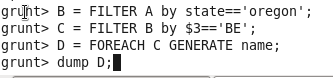 grunt> B = FILTER A by state=='oregon';
grunt> C = FILTER B by $3=='BE';
grunt> D = FOREACH C GENERATE name;
grunt> dump D;